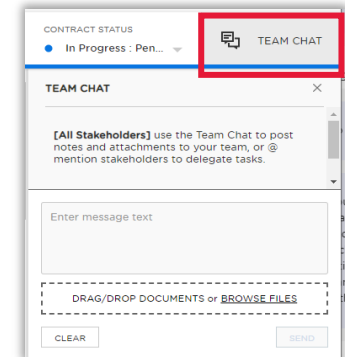 CONTRACT STATUS
In Progress : Pen...
TEAM CHAT
TEAM CHAT
[All Stakeholders] use the Team Chat to post
notes and attachments to your team, or @
mention stakeholders to delegate tasks.
Enter message text
DRAG/DROP DOCUMENTS or BROWSE FILES
CLEAR
SEND